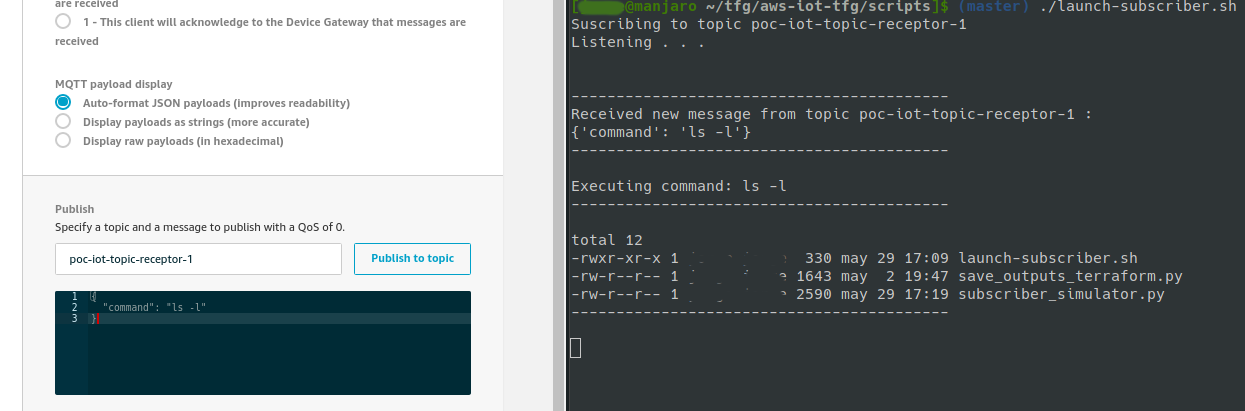 are received
1 - This client will acknowledge to the Device Gateway that messages are
received
MQTT payload display
Auto-format JSON payloads (improves readability)
Display payloads as strings (more accurate)
Display raw payloads (in hexadecimal)
Publish
Specify a topic and a message to publish with a QoS of 0.
poc-iot-topic-receptor-1
Publish to topic
1 {
2 "command": "ls -l"
3 }
[@manjaro ~/tfg/aws-iot-tfg/scripts]$ (master) ./launch-subscriber.sh
Suscribing to topic poc-iot-topic-receptor-1
Listening . . .
------------------------------------------
Received new message from topic poc-iot-topic-receptor-1 :
{'command': 'ls -l'}
------------------------------------------
Executing command: ls -l
------------------------------------------
total 12
-rwxr-xr-x 1 330 may 29 17:09 launch-subscriber.sh
-rw-r--r-- 1 1643 may  2 19:47 save_outputs_terraform.py
-rw-r--r-- 1 2590 may 29 17:19 subscriber_simulator.py
------------------------------------------